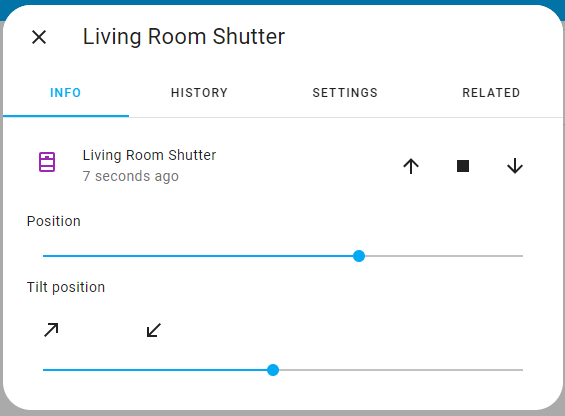 Living Room Shutter
INFO HISTORY SETTINGS RELATED
Living Room Shutter
7 seconds ago
Position
Tilt position